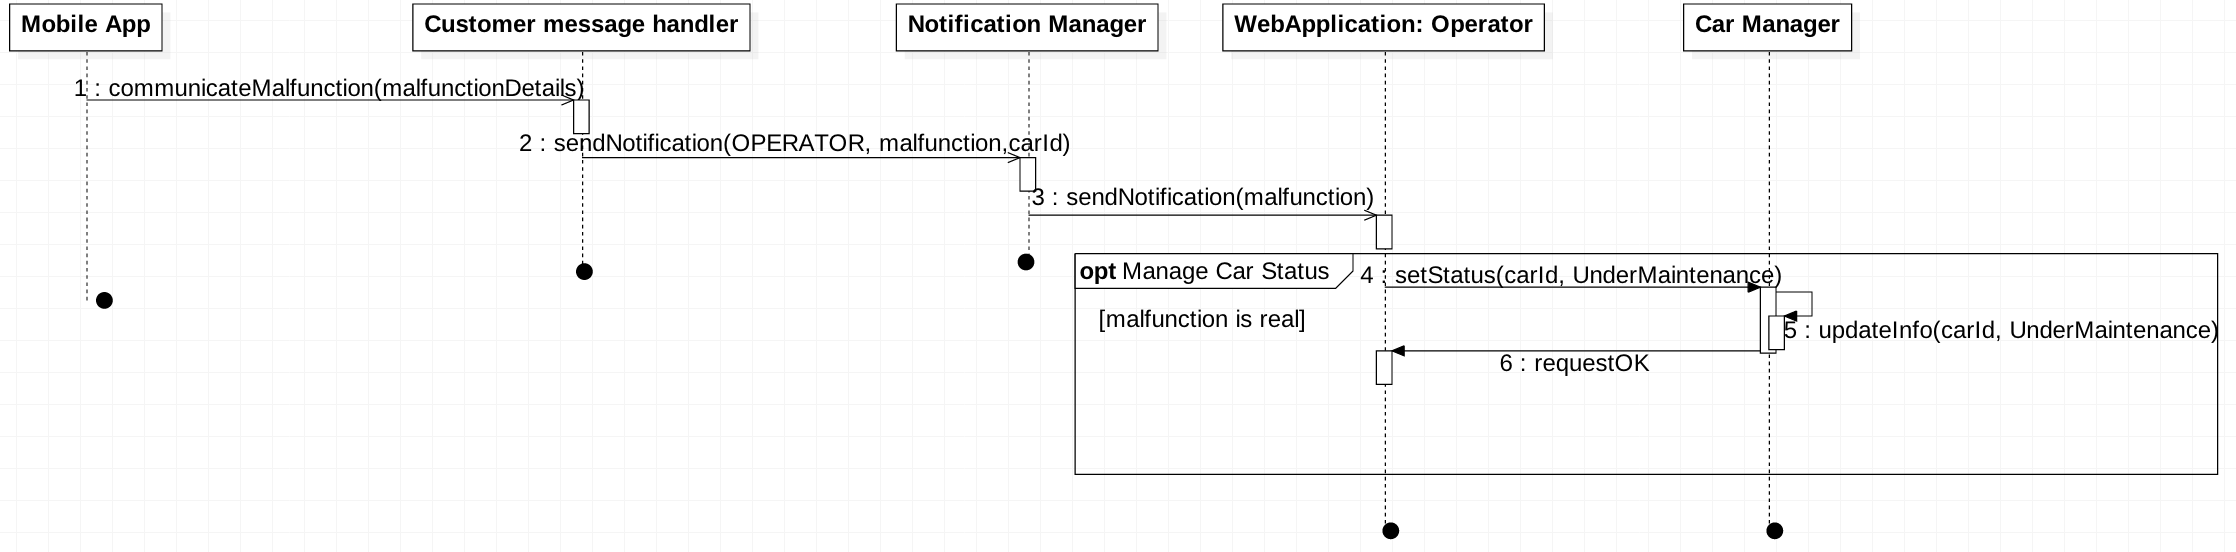 Mobile App
Customer message handler
Notification Manager
WebApplication: Operator
Car Manager
1 : communicateMalfunction(malfunctionDetails)
2 : sendNotification(OPERATOR, malfunction,carId)
3 : sendNotification(malfunction)
opt Manage Car Status
4 : setStatus(carId, UnderMaintenance)
[malfunction is real]
5 : updateInfo(carId, UnderMaintenance)
6 : requestOK